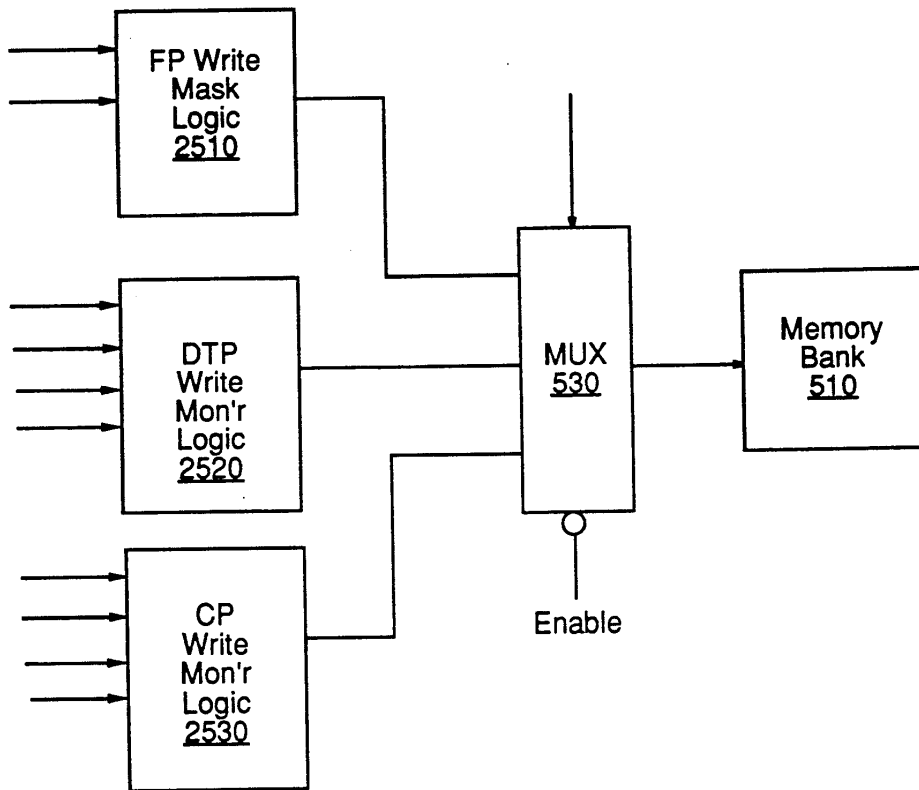 FP Write
Mask
Logic
2510
DTP
Write
Mon'r
Logic
2520
CP
Write
Mon'r
Logic
2530
MUX
530
Enable
Memory
Bank
510